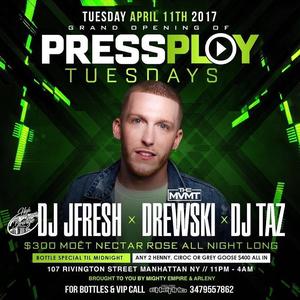 TUESDAY APRIL 11TH 2017
GRAND OPENING OF
PRESSPLAY
TUESDAYS
THE
MVMT
DJ JFRESH × DREWSKI × DJ TAZ
$300 MOËT NECTAR ROSE ALL NIGHT LONG
BOTTLE SPECIAL TIL MIDNIGHT ANY 2 HENNY, CIROC OR GREY GOOSE $400 ALL IN
107 RIVINGTON STREET MANHATTAN NY // 11PM - 4AM
BROUGHT TO YOU BY MIGHTY EMPIRE & ARLENY
FOR BOTTLES & VIP CALL 3479557862